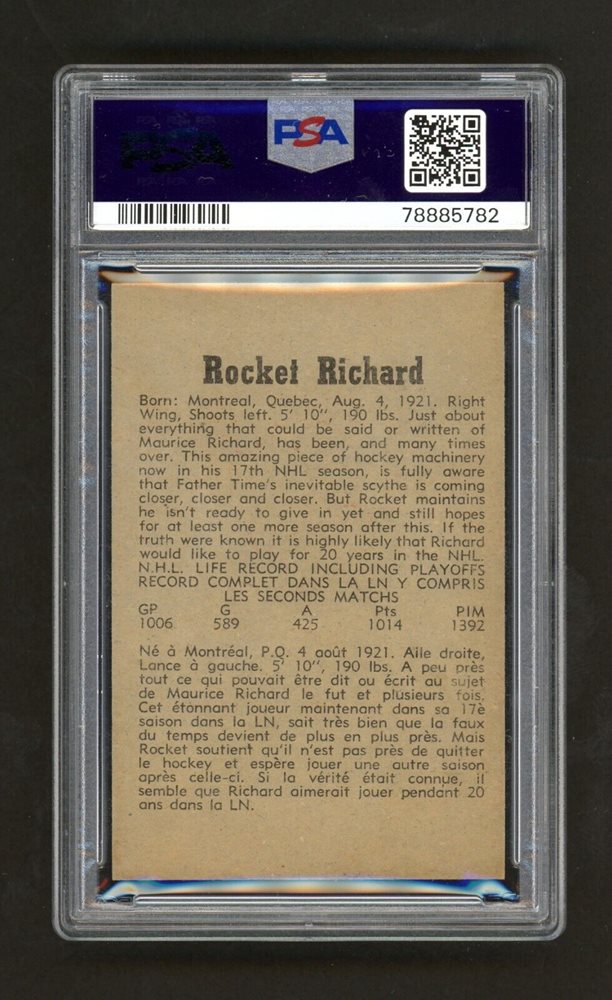 PSA
PSA
78885782
Rocket Richard
Born: Montreal, Quebec, Aug. 4, 1921. Right
Wing, Shoots left. 5' 10", 190 lbs. Just about
everything that could be said or written of
Maurice Richard, has been, and many times
over. This amazing piece of hockey machinery
now in his 17th NHL season, is fully aware
that Father Time's inevitable scythe is coming
closer, closer and closer. But Rocket maintains
he isn't ready to give in yet and still hopes
for at least one more season after this. If the
truth were known it is highly likely that Richard
would like to play for 20 years in the NHL.
N.H.L. LIFE RECORD INCLUDING PLAYOFFS
RECORD COMPLET DANS LA LN Y COMPRIS
LES SECONDS MATCHS
GP G A Pts PIM
1006 589 425 1014 1392
Né à Montréal, P.Q. 4 août 1921. Aile droite,
Lance à gauche. 5' 10", 190 lbs. A peu près
tout ce qui pouvait être dit ou écrit au sujet
de Maurice Richard le fut et plusieurs fois.
Cet étonnant joueur maintenant dans sa 17è
saison dans la LN, sait très bien que la faux
du temps devient de plus en plus près. Mais
Rocket soutient qu'il n'est pas près de quitter
le hockey et espère jouer une autre saison
après celle-ci. Si la vérité était connue, il
semble que Richard aimerait jouer pendant 20
ans dans la LN.